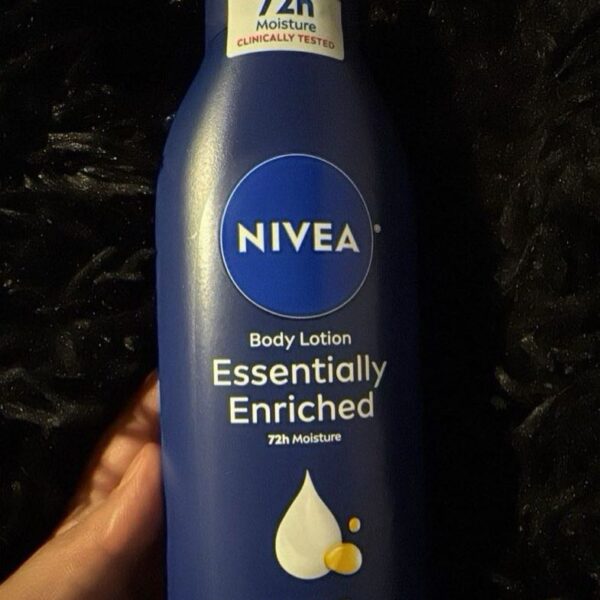 72h
Moisture
CLINICALLY TESTED
NIVEA
®
Body Lotion
Essentially
Enriched
72h Moisture